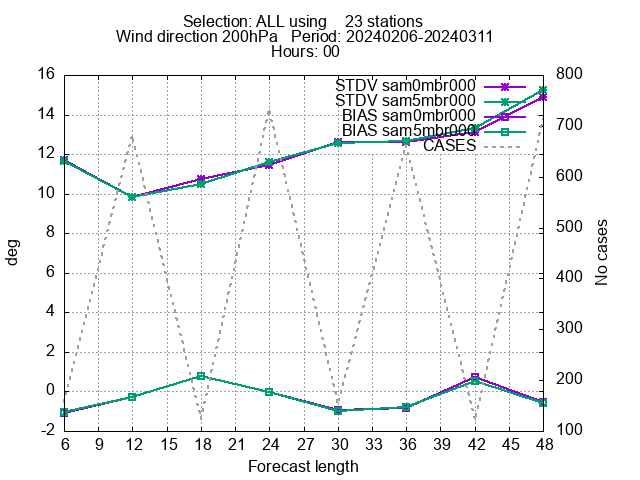 Selection: ALL using    23 stations
Wind direction 200hPa   Period: 20240206-20240311
Hours: 00
STDV sam0mbr000
STDV sam5mbr000
BIAS sam0mbr000
BIAS sam5mbr000
CASES
16
14
12
10
8
6
4
2
0
-2
deg
800
700
600
500
400
300
200
100
No cases
6 9 12 15 18 21 24 27 30 33 36 39 42 45 48
Forecast length